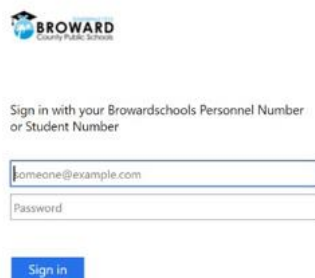 BROWARD
County Public Schools
Sign in with your Browardschools Personnel Number
or Student Number
someone@example.com
Password
Sign in